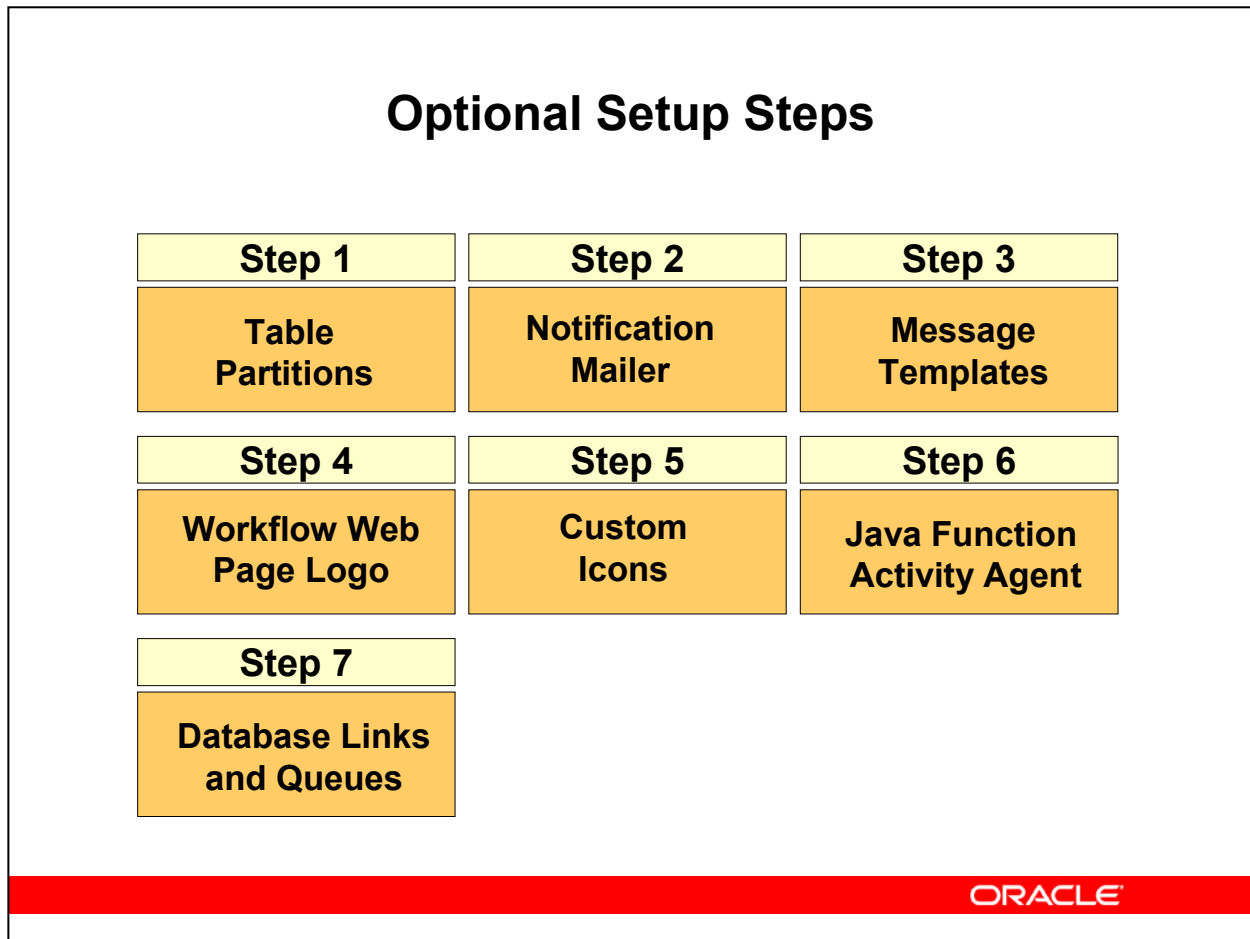 Optional Setup Steps
Step 1
Table
Partitions
Step 2
Notification
Mailer
Step 3
Message
Templates
Step 4
Workflow Web
Page Logo
Step 5
Custom
Icons
Step 6
Java Function
Activity Agent
Step 7
Database Links
and Queues
ORACLE